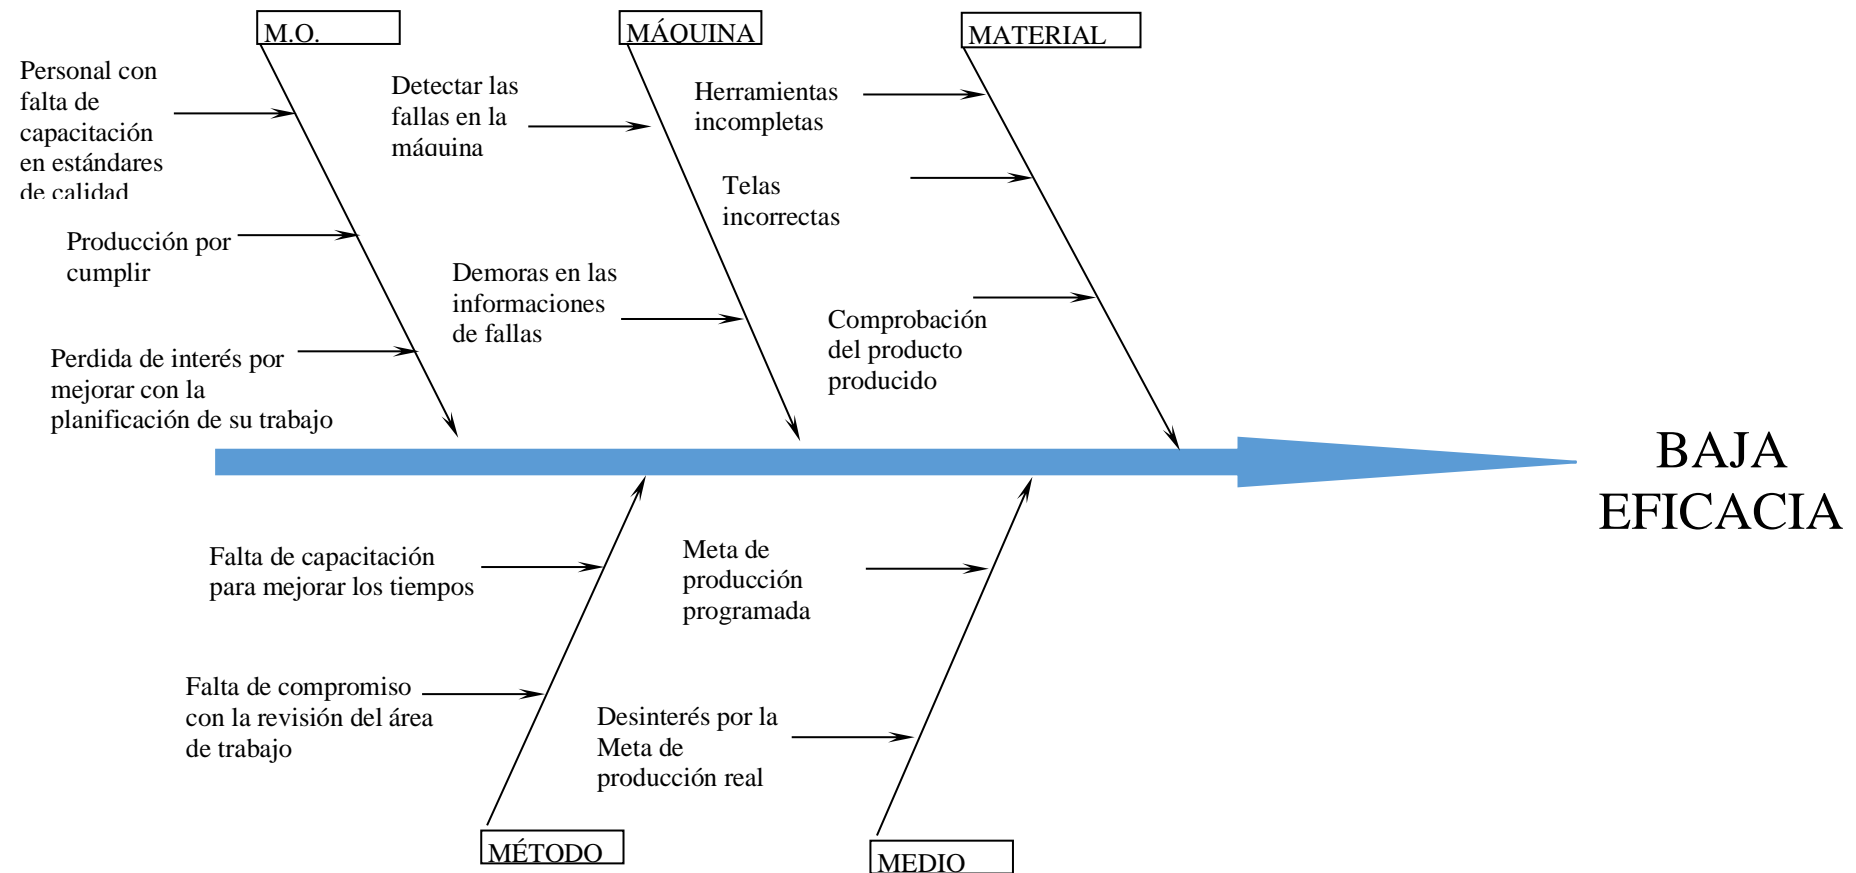 M.O.
MÁQUINA
MATERIAL
Personal con
falta de
capacitación
en estándares
de calidad
Detectar las
fallas en la
máquina
Herramientas
incompletas
Telas
incorrectas
Producción por
cumplir
Demoras en las
informaciones
de fallas
Comprobación
del producto
producido
Perdida de interés por
mejorar con la
planificación de su trabajo
BAJA
EFICACIA
Falta de capacitación
para mejorar los tiempos
Meta de
producción
programada
Falta de compromiso
con la revisión del área
de trabajo
Desinterés por la
Meta de
producción real
MÉTODO
MEDIO